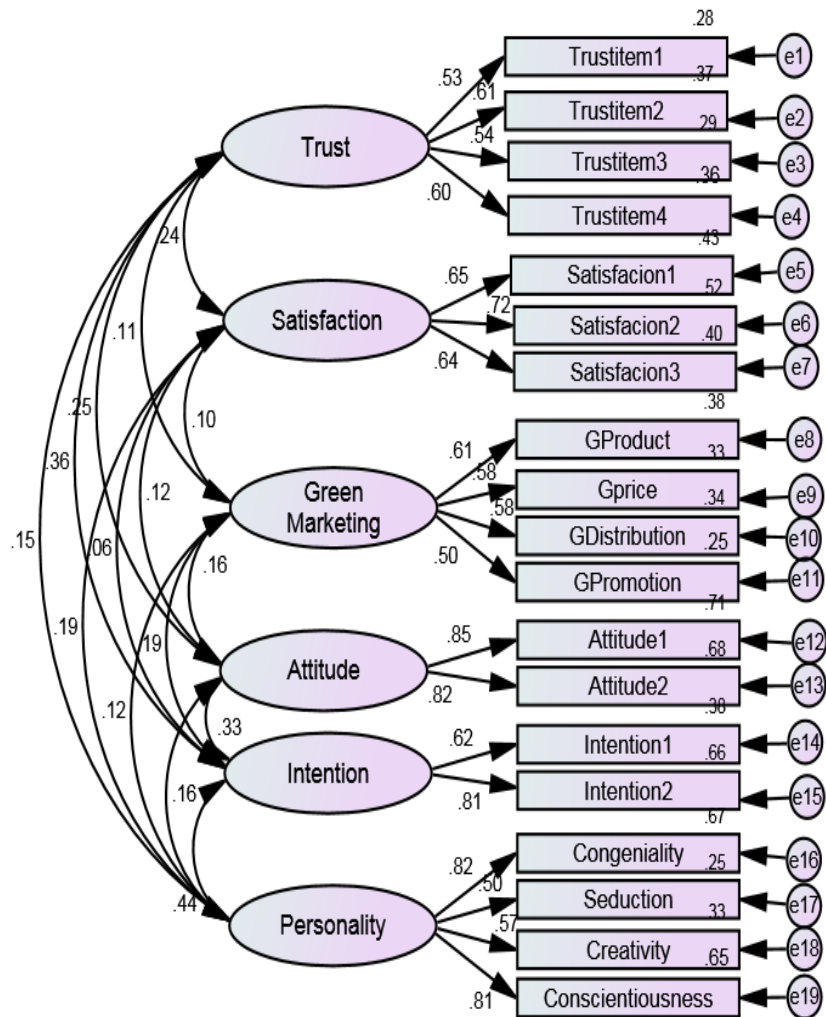 .28
Trustitem1
e1
.53
.37
.61
Trustitem2
e2
.29
.54
Trust
Trustitem3
e3
.36
.60
Trustitem4
e4
.43
.24
.65
Satisfacion1
e5
.52
.72
Satisfaction
Satisfacion2
e6
.40
.11
.64
Satisfacion3
e7
.38
.25
.10
.61
GProduct
e8
.33
.36
.58
Green
Marketing
Gprice
e9
.34
.12
.58
GDistribution
e10
.25
.15
.06
.16
.50
GPromotion
e11
.71
.19
.19
.85
Attitude1
e12
.68
Attitude
.82
Attitude2
e13
.38
.12
.33
.62
Intention1
e14
.66
Intention
.16
.81
Intention2
e15
.67
.82
Congeniality
e16
.25
.50
.44
Personality
Seduction
e17
.33
.57
Creativity
e18
.65
.81
Conscientiousness
e19